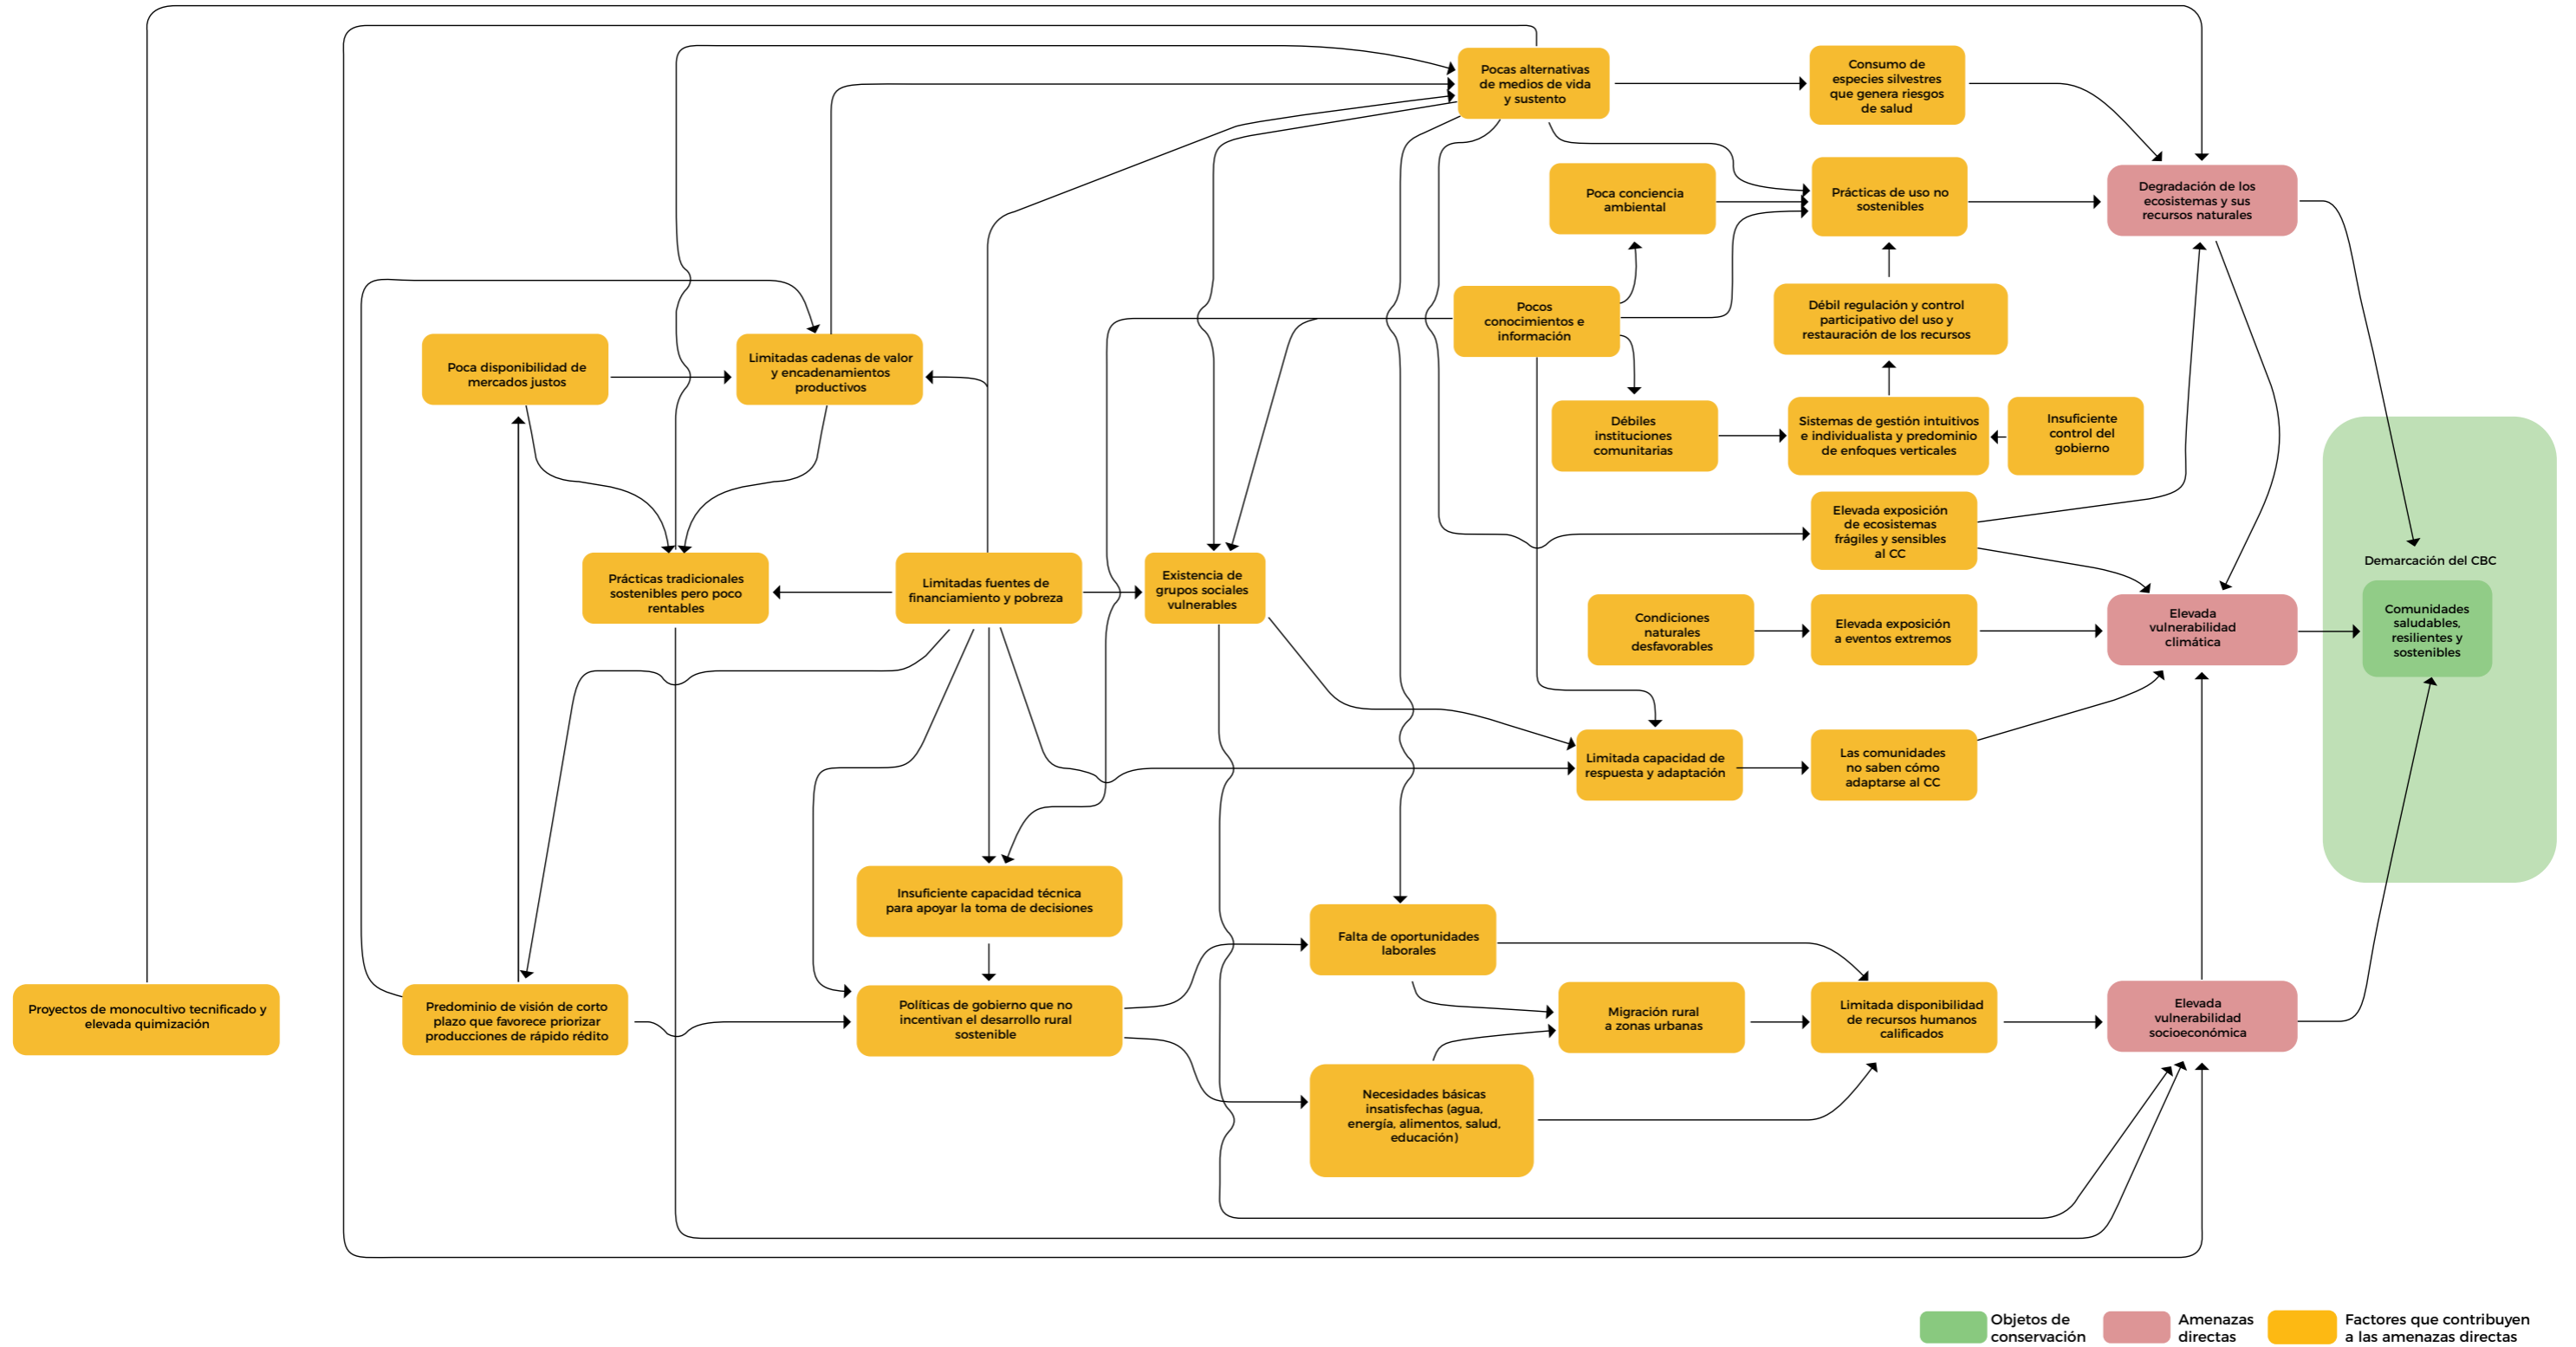 Pocas alternativas
de medios de vida
y sustento
Consumo de
especies silvestres
que genera riesgos
de salud
Poca conciencia
ambiental
Prácticas de uso no
sostenibles
Degradación de los
ecosistemas y sus
recursos naturales
Pocos
conocimientos e
información
Débil regulación y control
participativo del uso y
restauración de los recursos
Poca disponibilidad de
mercados justos
Limitadas cadenas de valor
y encadenamientos
productivos
Débiles
instituciones
comunitarias
Sistemas de gestión intuitivos
e individualista y predominio
de enfoques verticales
Insuficiente
control del
gobierno
Elevada exposición
de ecosistemas
frágiles y sensibles
al CC
Demarcación del CBC
Prácticas tradicionales
sostenibles pero poco
rentables
Limitadas fuentes de
financiamiento y pobreza
Existencia de
grupos sociales
vulnerables
Condiciones
naturales
desfavorables
Elevada exposición
a eventos extremos
Elevada
vulnerabilidad
climática
Comunidades
saludables,
resilientes y
sostenibles
Limitada capacidad de
respuesta y adaptación
Las comunidades
no saben cómo
adaptarse al CC
Insuficiente capacidad técnica
para apoyar la toma de decisiones
Falta de oportunidades
laborales
Proyectos de monocultivo tecnificado y
elevada quimización
Predominio de visión de corto
plazo que favorece priorizar
producciones de rápido rédito
Políticas de gobierno que no
incentivan el desarrollo rural
sostenible
Migración rural
a zonas urbanas
Limitada disponibilidad
de recursos humanos
calificados
Elevada
vulnerabilidad
socioeconómica
Necesidades básicas
insatisfechas (agua,
energía, alimentos, salud,
educación)
Objetos de
conservación
Amenazas
directas
Factores que contribuyen
a las amenazas directas